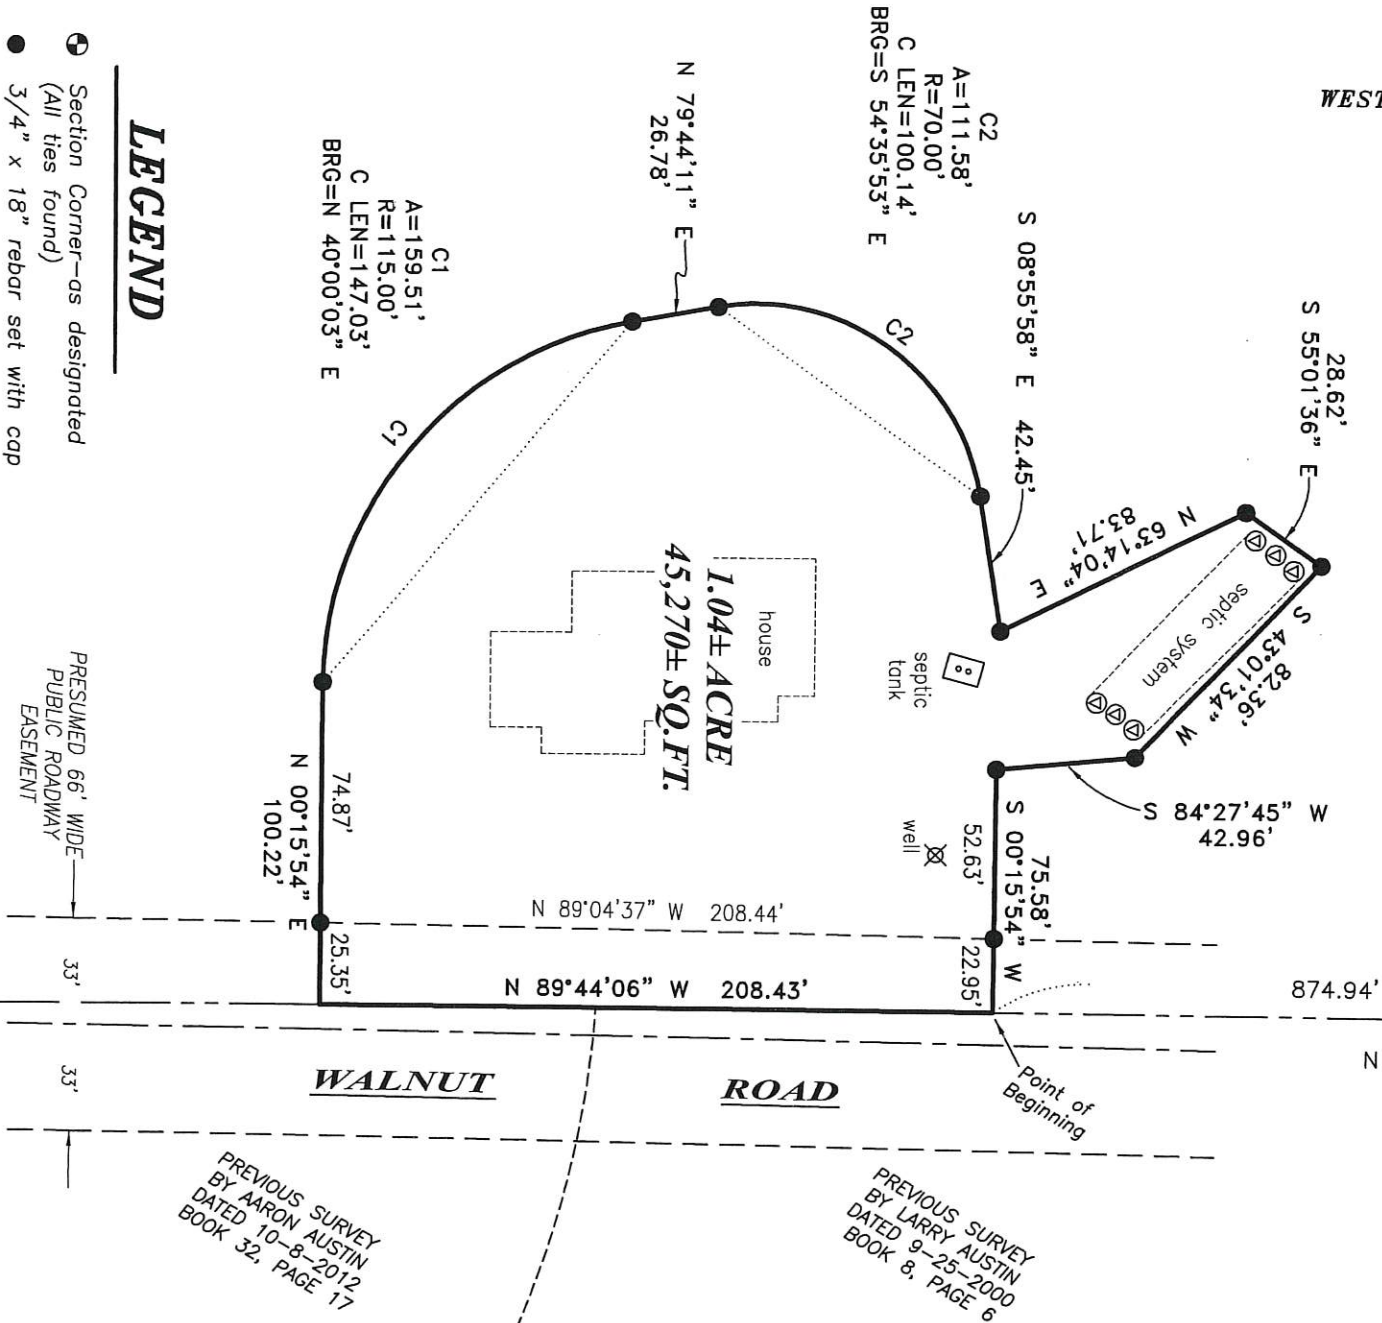 WEST
C2
A=111.58'
R=70.00'
C LEN=100.14'
BRG=S 54°35'53" E
N 79°44'11" E
26.78'
C1
A=159.51'
R=115.00'
C LEN=147.03'
BRG=N 40°00'03" E
LEGEND
Section Corner—as designated
(All ties found)
3/4" x 18" rebar set with cap
S 08°55'58" E 42.45'
28.62'
S 55°01'36" E
C2
C1
N 63°14'04" E
83.71'
septic system
S 43°01'34" W
82.36'
house
1.04± ACRE
45,270± SQ.FT.
septic
tank
S 84°27'45" W
42.96'
well
75.58'
S 00°15'54" W
52.63'
22.95'
74.87'
N 00°15'54" E
100.22'
25.35'
PRESUMED 66' WIDE
PUBLIC ROADWAY
EASEMENT
N 89°04'37" W 208.44'
N 89°44'06" W 208.43'
33'
33'
874.94'
N
Point of
Beginning
WALNUT ROAD
PREVIOUS SURVEY
BY AARON AUSTIN
DATED 10-8-2012
BOOK 32, PAGE 17
PREVIOUS SURVEY
BY LARRY AUSTIN
DATED 9-25-2000
BOOK 8, PAGE 6